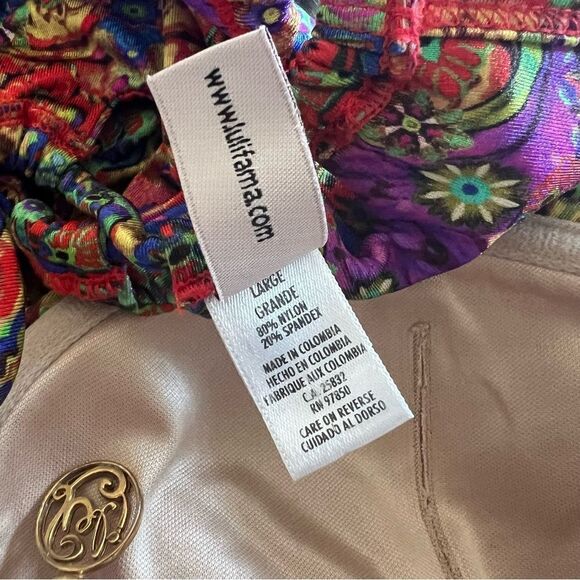 www.lulifama.com
LARGE
GRANDE
80% NYLON
20% SPANDEX
MADE IN COLOMBIA
HECHO EN COLOMBIA
FABRIQUE AUX COLOMBIA
C.A. 25832
RN 97850
CARE ON REVERSE
CUIDADO AL DORSO